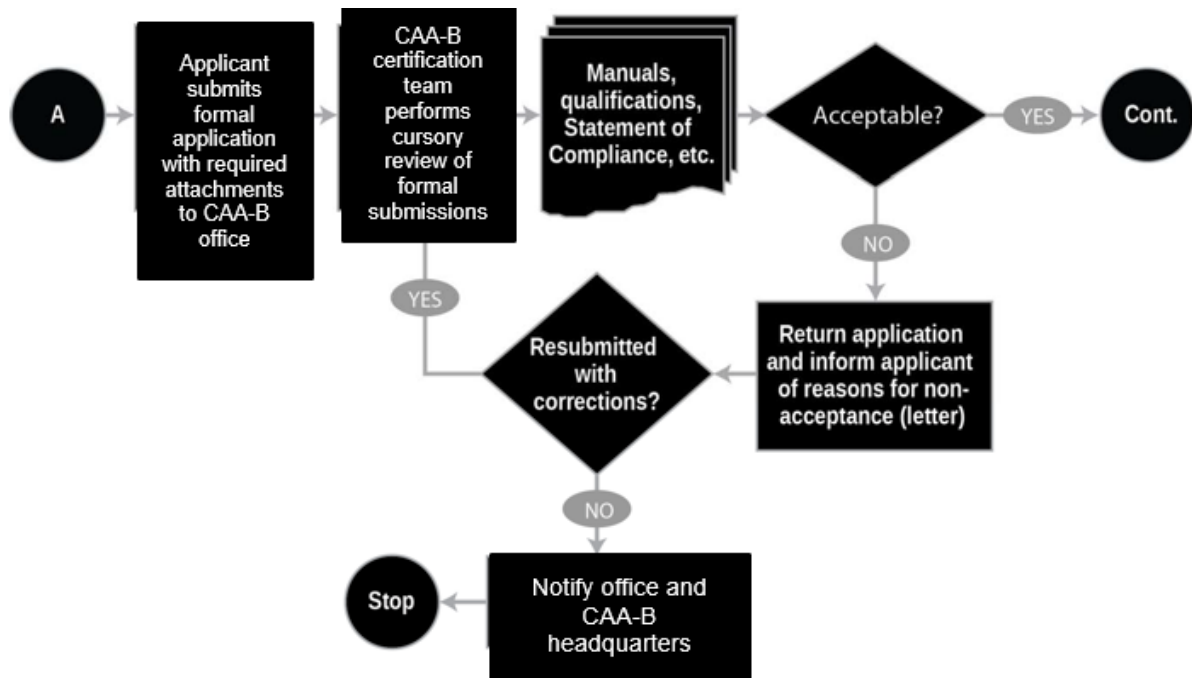 A
Applicant
submits
formal
application
with required
attachments
to CAA-B
office
CAA-B
certification
team
performs
cursory
review of
formal
submissions
Manuals,
qualifications,
Statement of
Compliance, etc.
Acceptable?
YES
Cont.
NO
Return application
and inform applicant
of reasons for non-
acceptance (letter)
Resubmitted
with
corrections?
YES
NO
Notify office and
CAA-B
headquarters
Stop